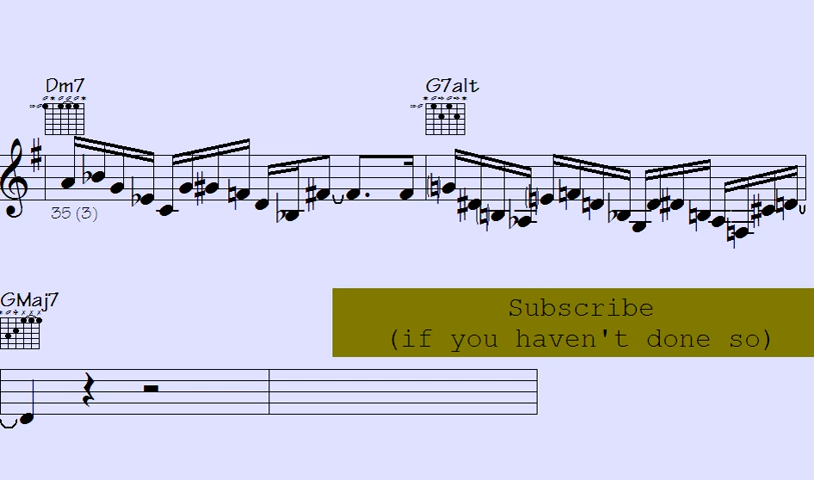 Dm7 G7alt
35 (3)
GMaj7
Subscribe
(if you haven't done so)